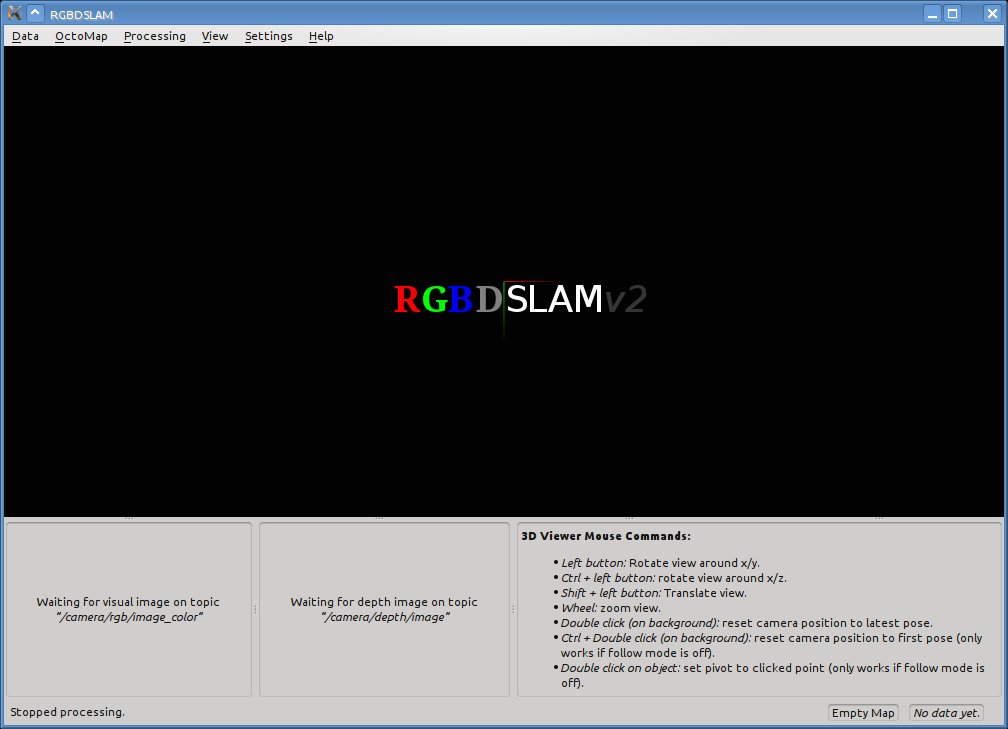 RGBDSLAM
Data OctoMap Processing View Settings Help
RGBDSLAMv2
Waiting for visual image on topic
"/camera/rgb/image_color"
Waiting for depth image on topic
"/camera/depth/image"
3D Viewer Mouse Commands:
• Left button: Rotate view around x/y.
• Ctrl + left button: rotate view around x/z.
• Shift + left button: Translate view.
• Wheel: zoom view.
• Double click (on background): reset camera position to latest pose.
• Ctrl + Double click (on background): reset camera position to first pose (only
works if follow mode is off).
• Double click on object: set pivot to clicked point (only works if follow mode is
off).
Stopped processing.
Empty Map
No data yet.